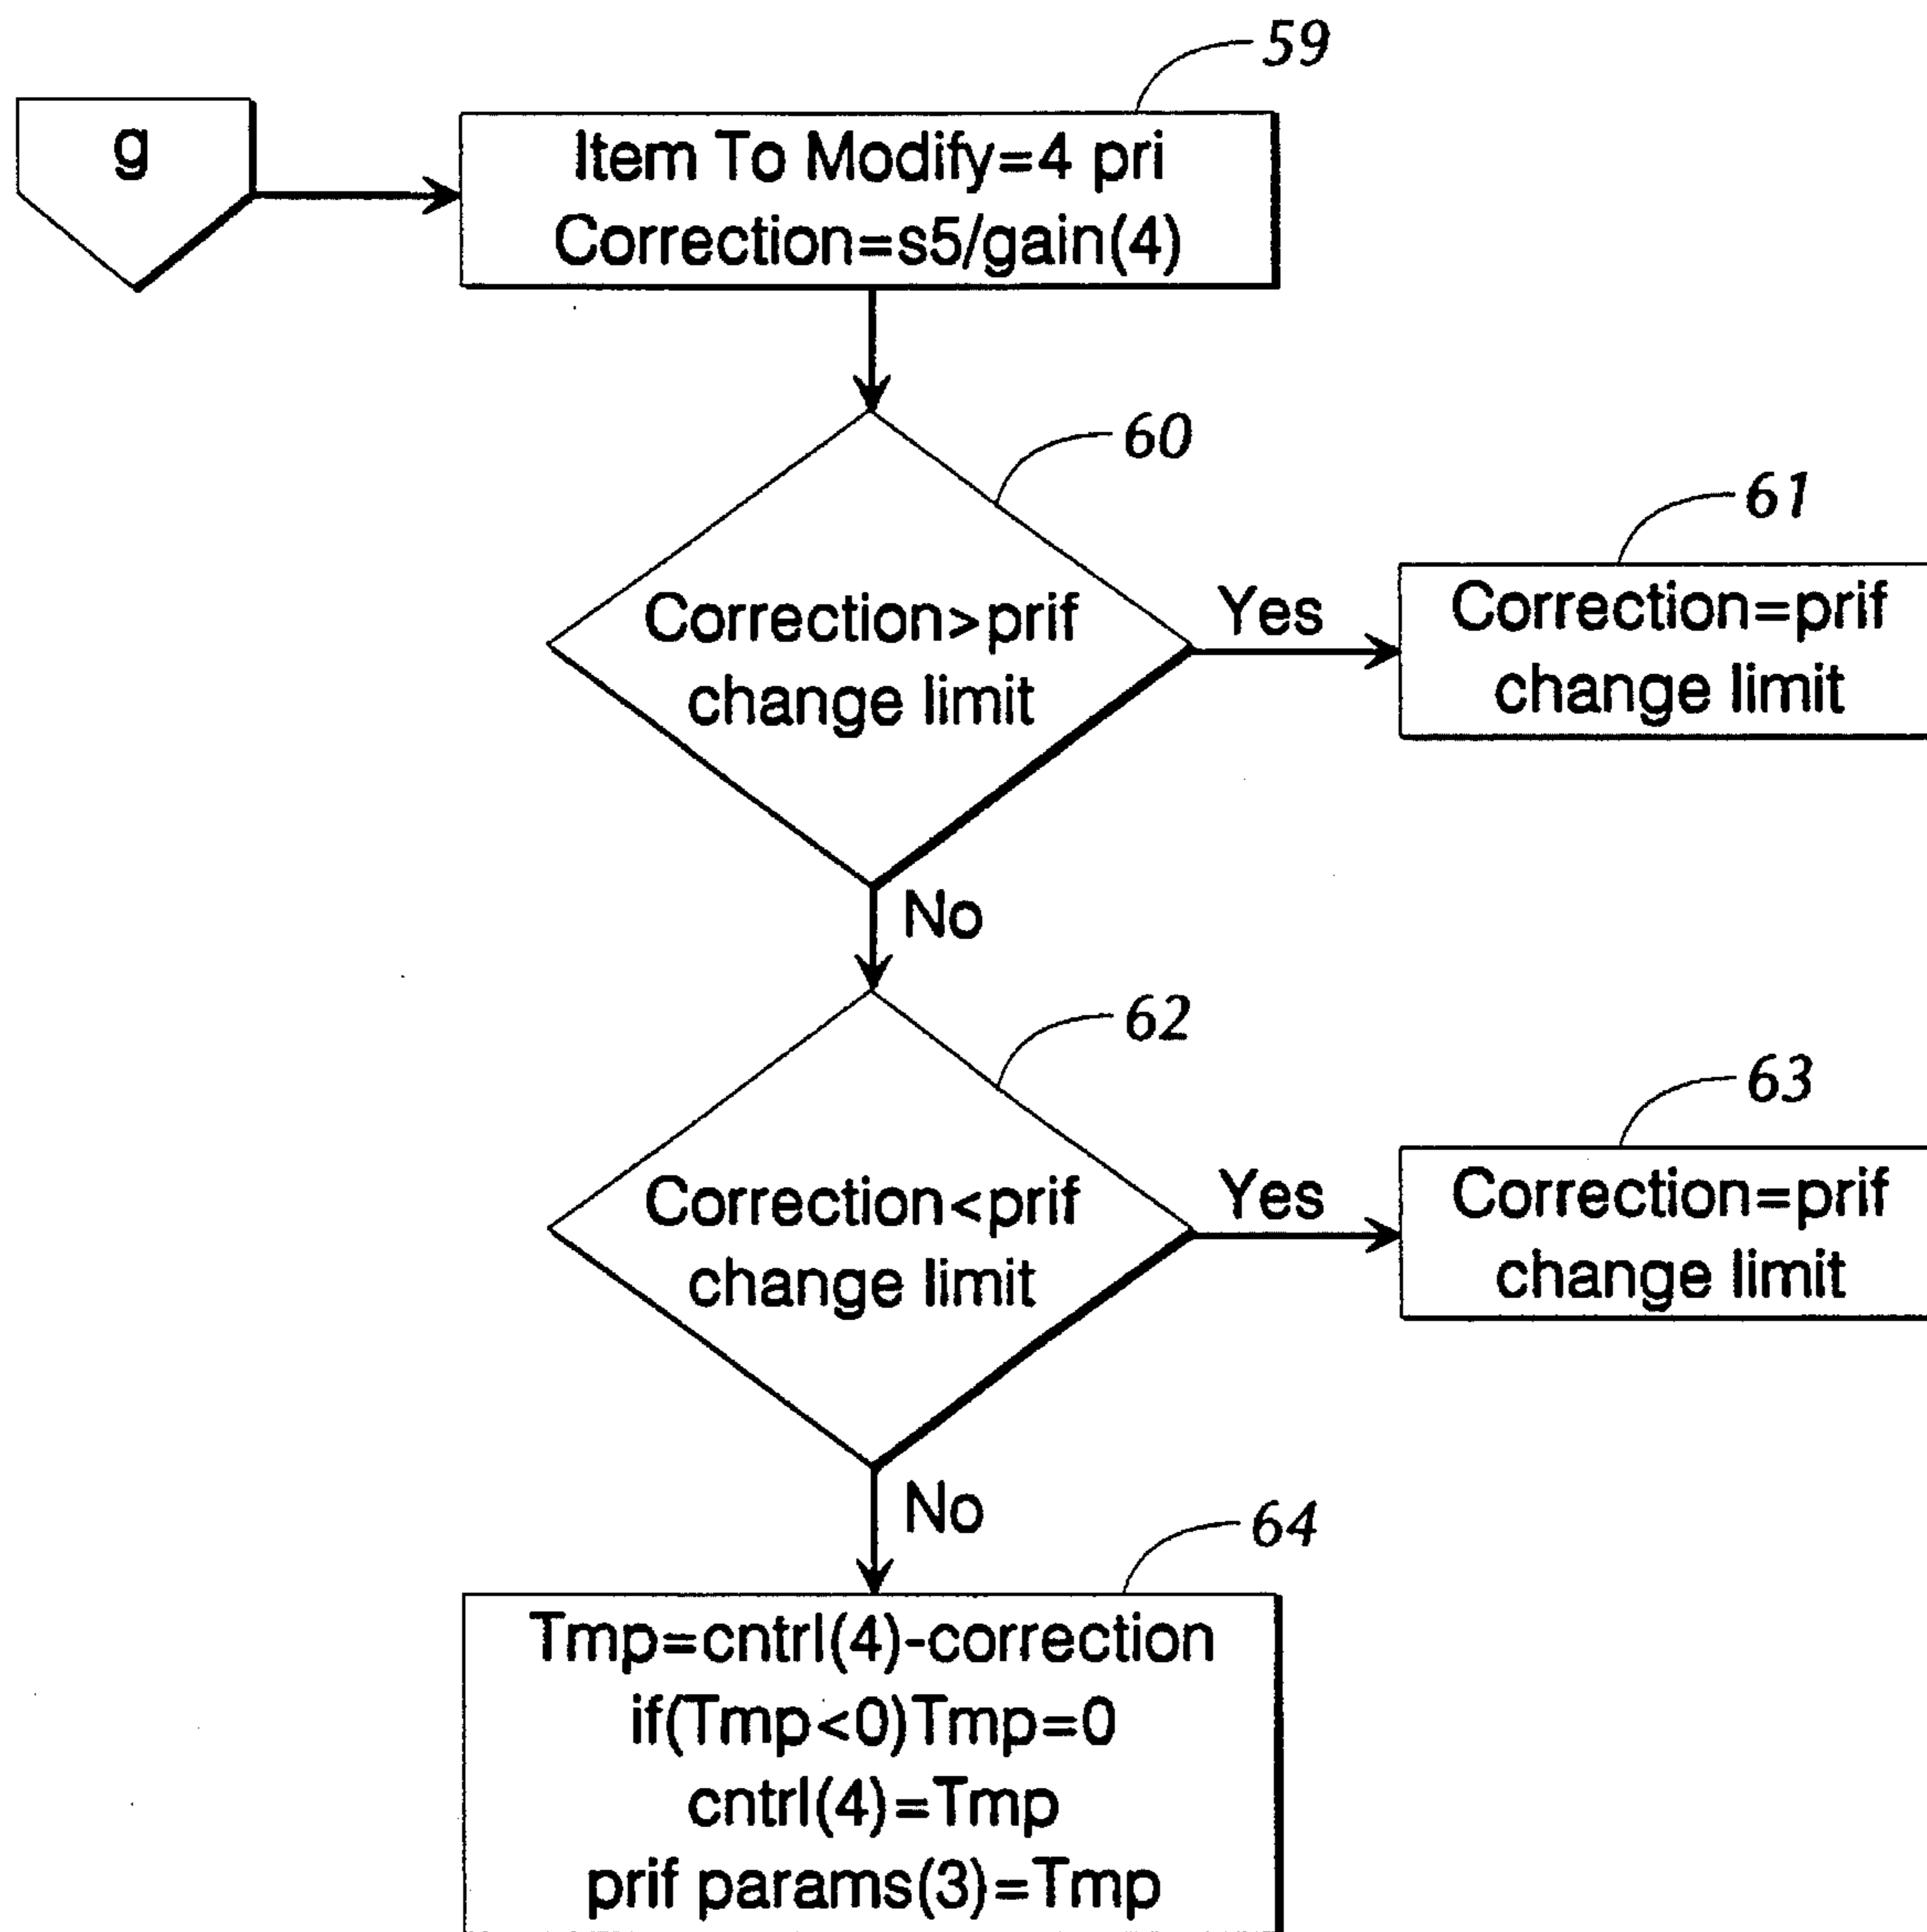 59
g
Item To Modify=4 pri
Correction=s5/gain(4)
60
Correction>prif
change limit
Yes
61
Correction=prif
change limit
No
62
Correction<prif
change limit
Yes
63
Correction=prif
change limit
No
64
Tmp=cntrl(4)-correction
if(Tmp<0)Tmp=0
cntrl(4)=Tmp
prif params(3)=Tmp